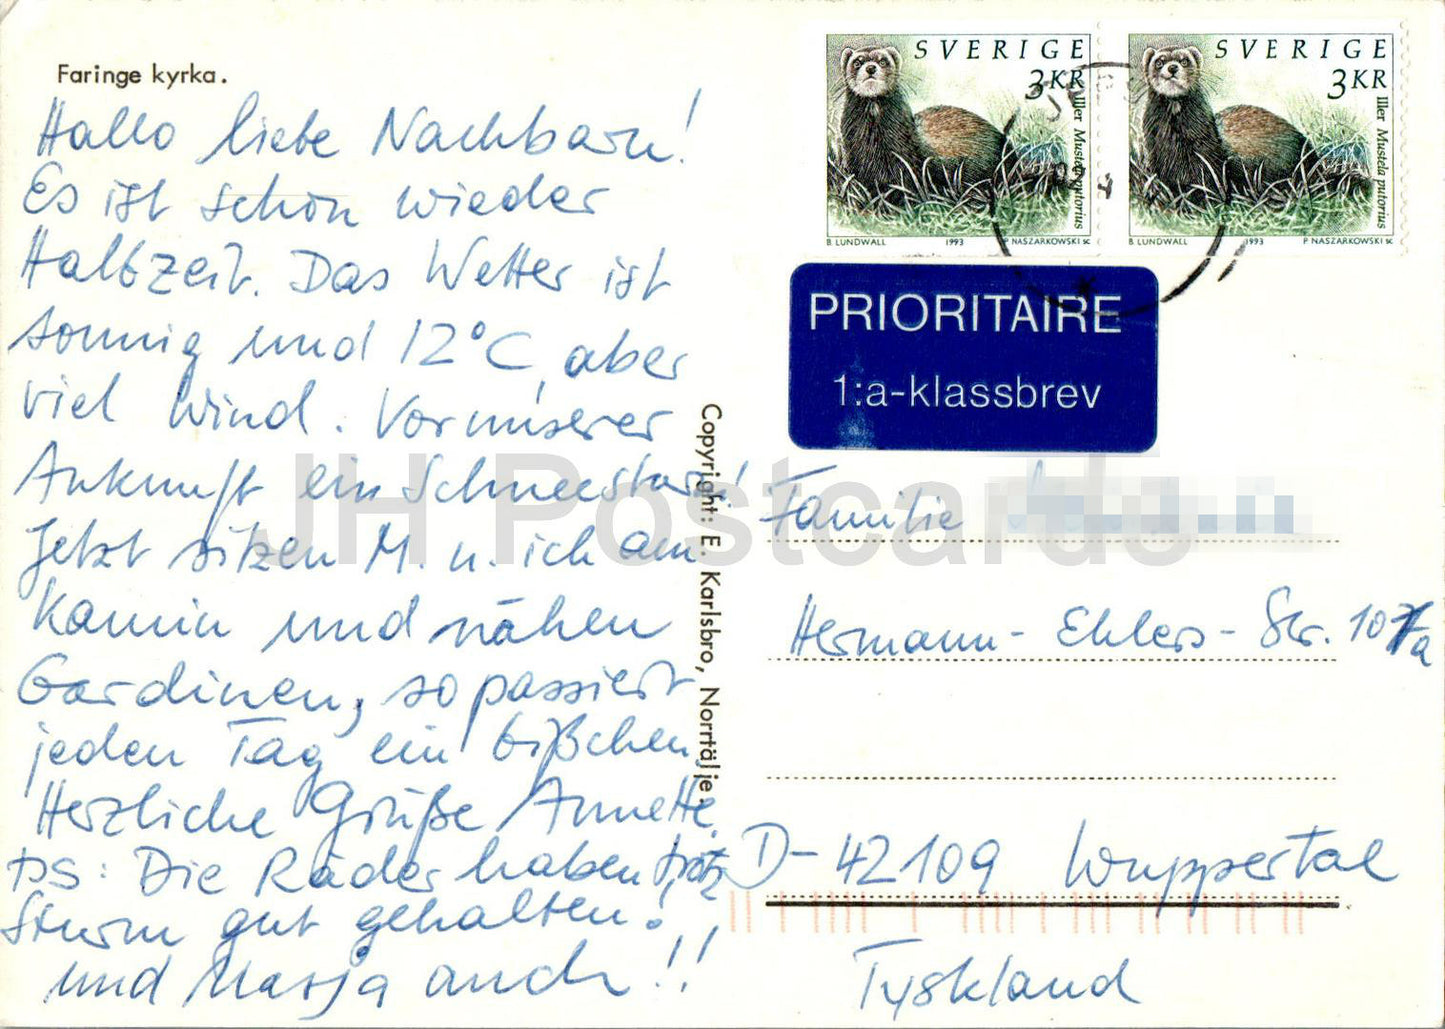 Faringe kyrka.
Hallo liebe Nachbarn!
Es ist schon wieder
Halbzeit. Das Wetter ist
sonnig und 12°C, aber
viel Wind. Vor unserer
Ankunft ein Schneesturm!
Jetzt sitzen M. u. ich am
Kamin und nähen
Gardinen, so passiert
jeden Tag ein bißchen
Herzliche Grüße Annette.
PS: Die Räder haben trotz
Sturm gut gehalten!
und Masja auch!!
Copyright: E. Karlsbro, Norrtälje.
SVERIGE
3KR
Iller Mustela putorius
B LUNDWALL 1993 P NASZARKOWSKI SC
SVERIGE
3KR
Iller Mustela putorius
B LUNDWALL 1993 P NASZARKOWSKI SC
PRIORITAIRE
1:a-klassbrev
Familie
Hermann-Ehlers-Str. 107a
D-42109 Wuppertal
Tyskland
JH Postcards